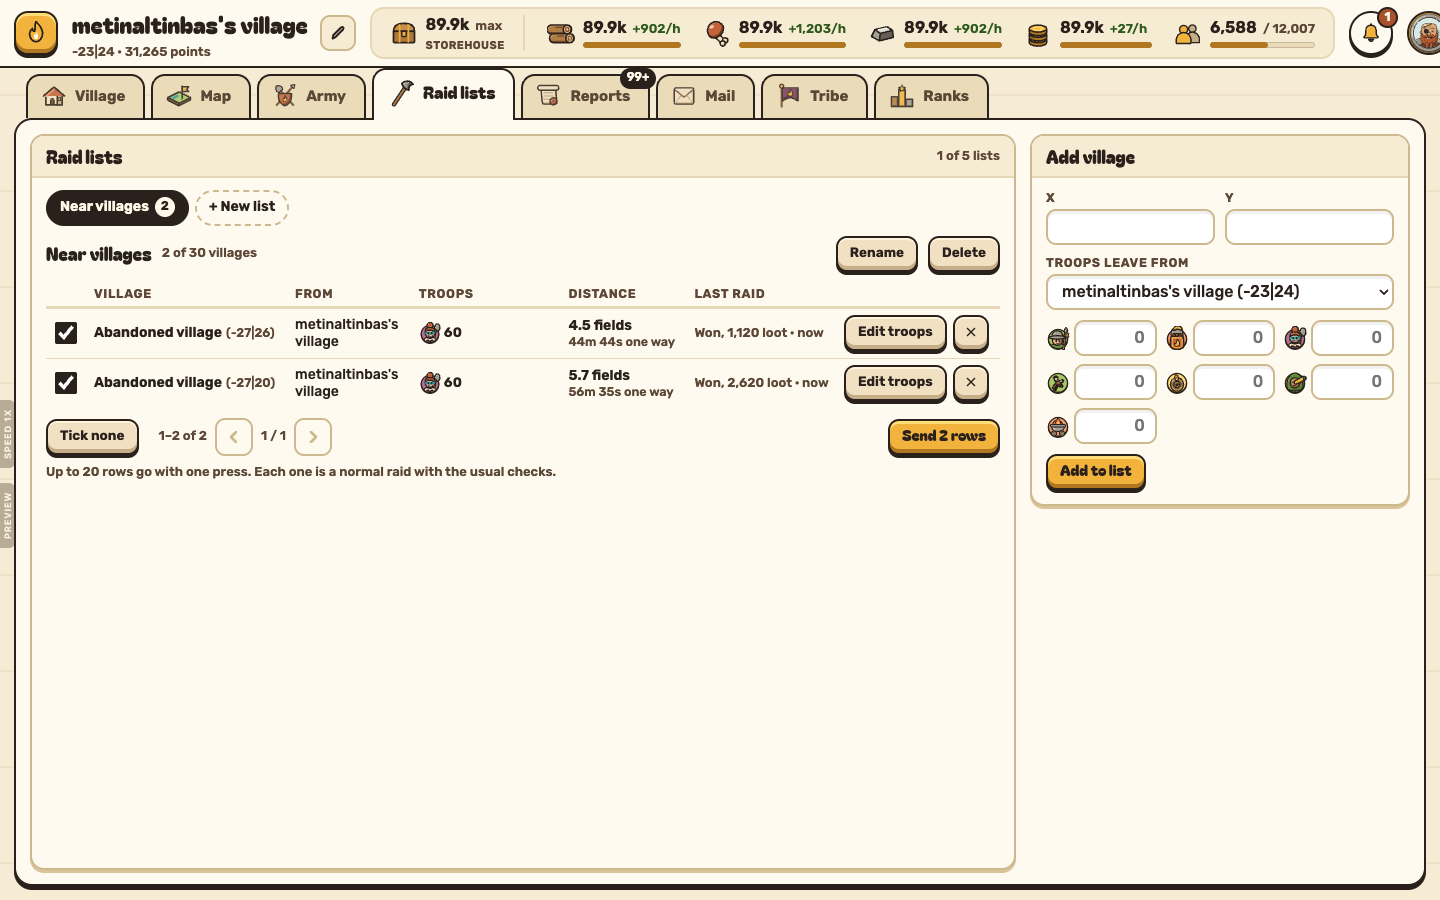 metinaltinbas's village
-23|24 • 31,265 points
89.9k max
STOREHOUSE
89.9k +902/h
89.9k +1,203/h
89.9k +902/h
89.9k +27/h
6,588 / 12,007
1
Village
Map
Army
Raid lists
Reports
99+
Mail
Tribe
Ranks
Raid lists
1 of 5 lists
Near villages 2
+ New list
Near villages 2 of 30 villages
Rename
Delete
VILLAGE FROM TROOPS DISTANCE LAST RAID
Abandoned village (-27|26)
metinaltinbas's village
60
4.5 fields
44m 44s one way
Won, 1,120 loot • now
Edit troops
×
Abandoned village (-27|20)
metinaltinbas's village
60
5.7 fields
56m 35s one way
Won, 2,620 loot • now
Edit troops
×
Tick none
1–2 of 2
1 / 1
Send 2 rows
Up to 20 rows go with one press. Each one is a normal raid with the usual checks.
Add village
X
Y
TROOPS LEAVE FROM
metinaltinbas's village (-23|24)
0
0
0
0
0
0
0
Add to list
SPEED 1X
PREVIEW